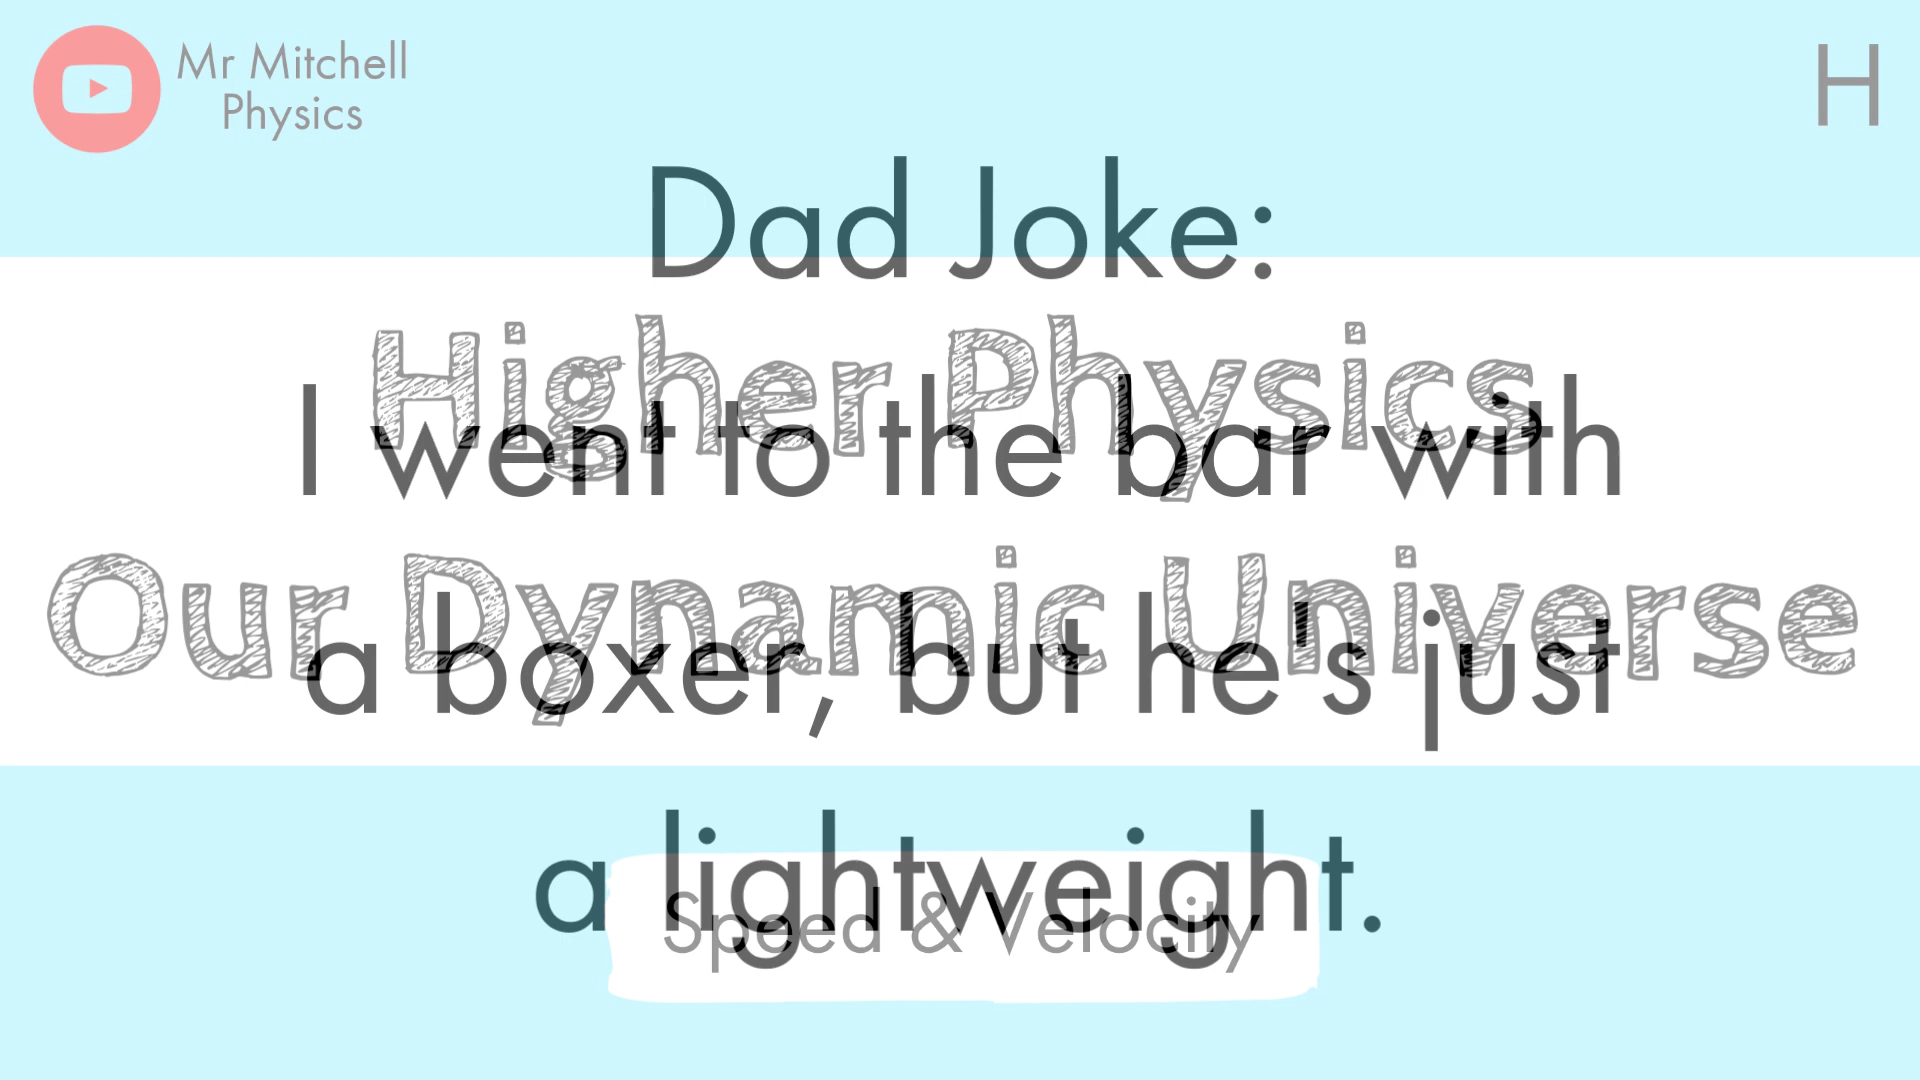 Mr Mitchell
Physics
H
Dad Joke:
Higher Physics
I went to the bar with
Our Dynamic Universe
a boxer, but he's just
a lightweight.
Speed & Velocity